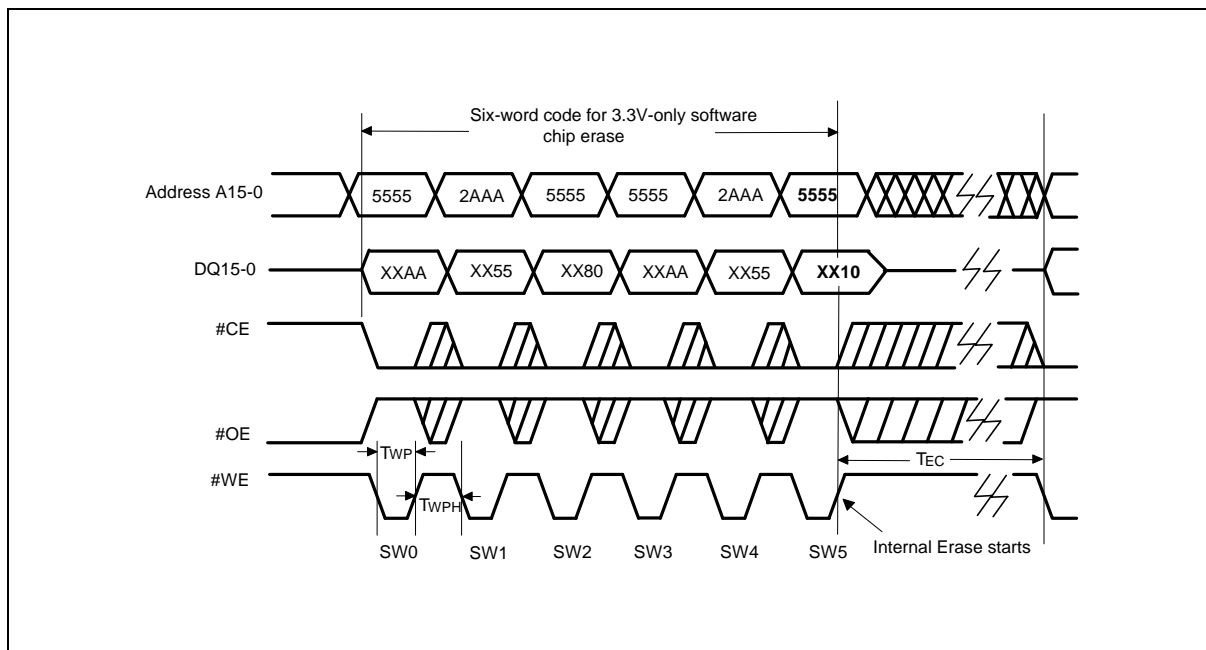 Six-word code for 3.3V-only software
chip erase
Address A15-0
5555 2AAA 5555 5555 2AAA 5555
DQ15-0
XXAA XX55 XX80 XXAA XX55 XX10
#CE
#OE
TWP
TEC
#WE
TWPH
Internal Erase starts
SW0 SW1 SW2 SW3 SW4 SW5